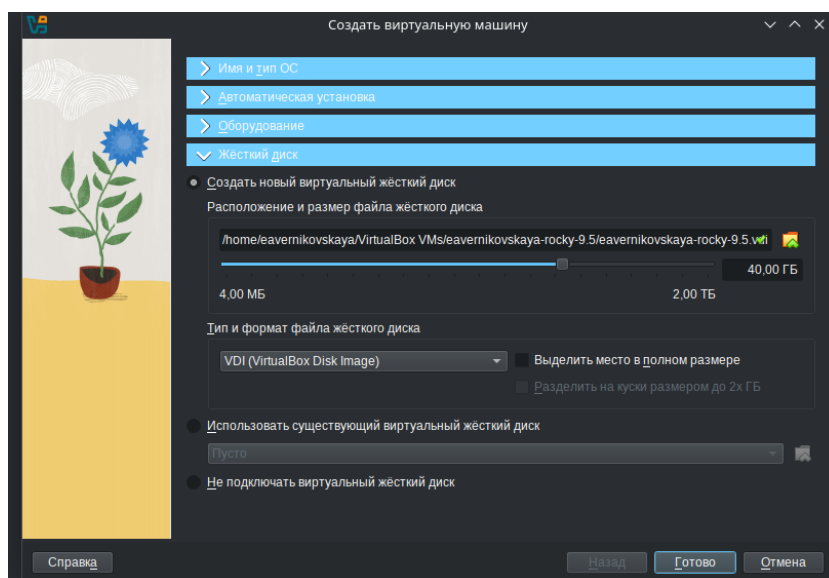 Создать виртуальную машину
Имя и тип ОС
Автоматическая установка
Оборудование
Жёсткий диск
Создать новый виртуальный жёсткий диск
Расположение и размер файла жёсткого диска
/home/eavernikovskaya/VirtualBox VMs/eavernikovskaya-rocky-9.5/eavernikovskaya-rocky-9.5.vdi
40,00 ГБ
4,00 МБ 2,00 ТБ
Тип и формат файла жёсткого диска
VDI (VirtualBox Disk Image) Выделить место в полном размере
Разделить на куски размером до 2х ГБ
Использовать существующий виртуальный жёсткий диск
Пусто
Не подключать виртуальный жёсткий диск
Справка Назад Готово Отмена